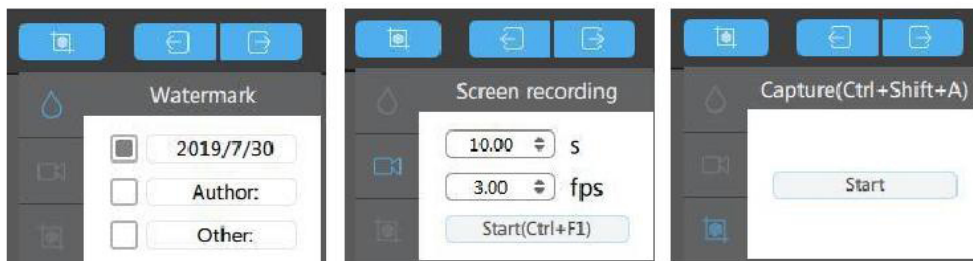 Watermark
2019/7/30
Author:
Other:
Screen recording
10.00 s
3.00 fps
Start(Ctrl+F1)
Capture(Ctrl+Shift+A)
Start